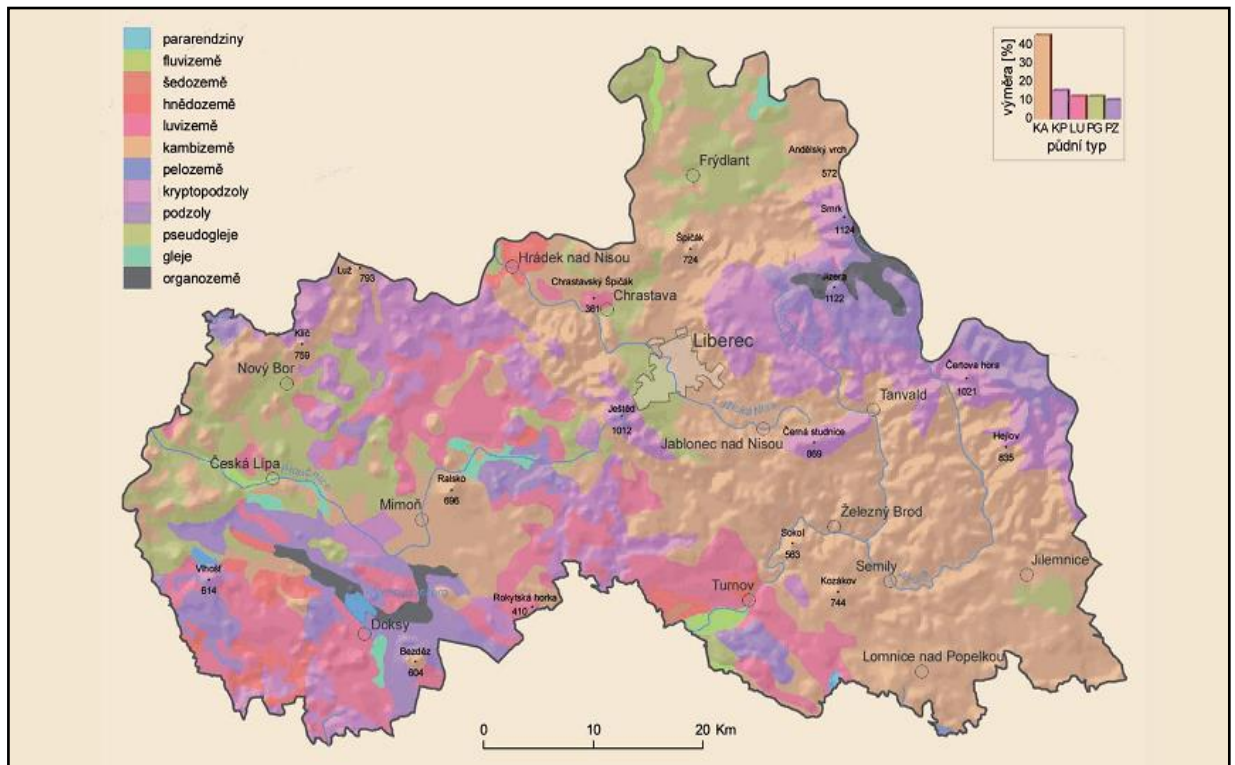 pararendziny
fluvizemě
šedozemě
hnědozemě
luvizemě
kambizemě
pelozemě
kryptopodzoly
podzoly
pseudogleje
gleje
organozemě
výměra [%]
40
30
20
10
0
KA KP LU PG PZ
půdní typ
Andělský vrch
572
Frýdlant
Smrk
1124
Špičák
724
Hrádek nad Nisou
Luž 793
Chrastavský Špičák
361
Chrastava
Jizera
1122
Liberec
Klíč
759
Nový Bor
Čertova hora
1021
Tanvald
Ještěd
1012
Lužická Nisa
Jablonec nad Nisou
Černá studnice
869
Hejlov
835
Česká Lípa
Ploučnice
Ralsko
696
Mimoň
Železný Brod
Sokol
563
Semily
Jilemnice
Vlhošť
614
Turnov
Kozákov
744
Rokytská horka
410
Doksy
Bezděz
604
Lomnice nad Popelkou
0 10 20 Km